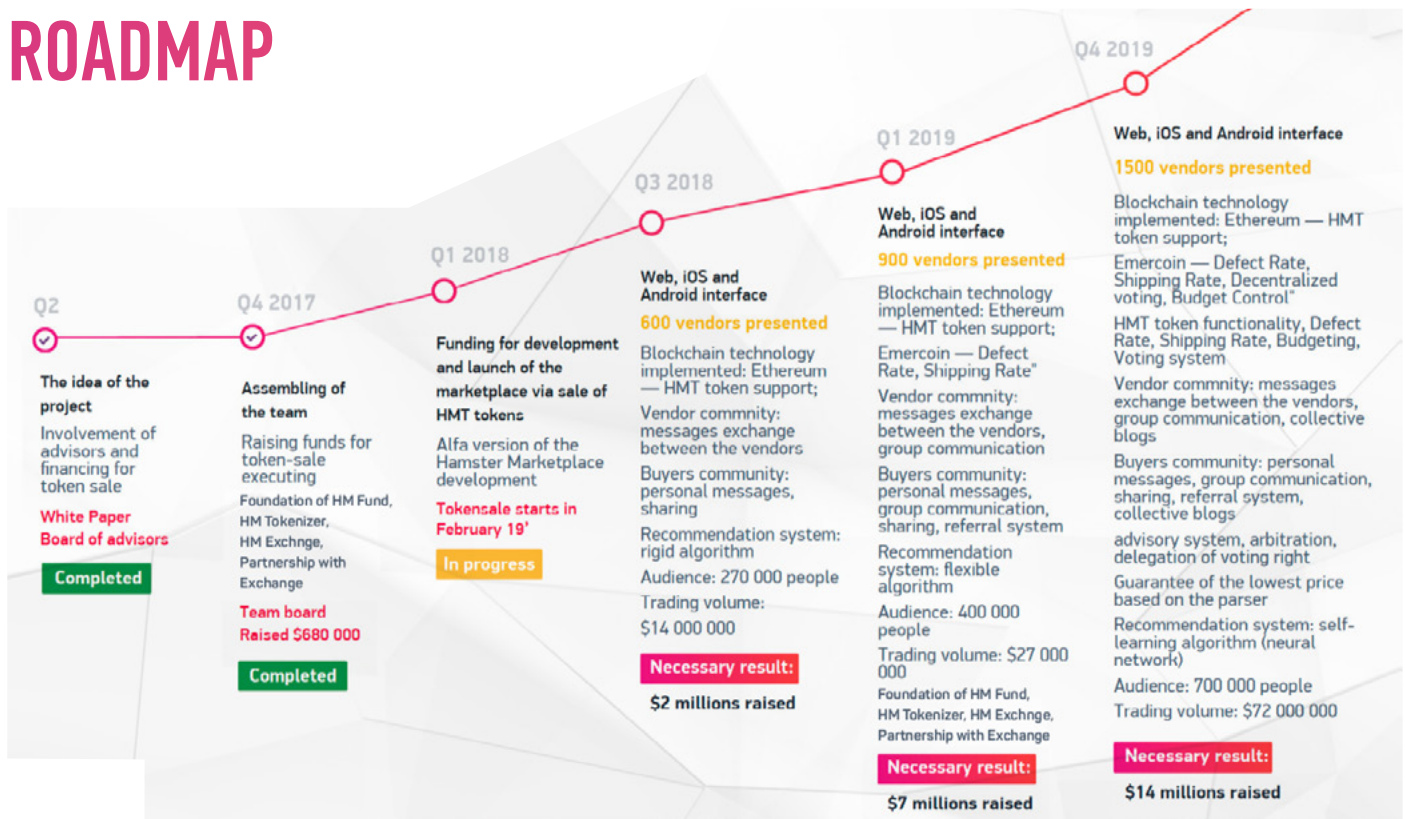 ROADMAP
Q2
The idea of the
project
Involvement of
advisors and
financing for
token sale
White Paper
Board of advisors
Completed
Q4 2017
Assembling of
the team
Raising funds for
token-sale
executing
Foundation of HM Fund,
HM Tokenizer,
HM Exchnge,
Partnership with
Exchange
Team board
Raised $680 000
Completed
Q1 2018
Funding for development
and launch of the
marketplace via sale of
HMT tokens
Alfa version of the
Hamster Marketplace
development
Tokensale starts in
February 19'
In progress
Q3 2018
Web, iOS and
Android interface
600 vendors presented
Blockchain technology
implemented: Ethereum
— HMT token support;
Vendor commnity:
messages exchange
between the vendors
Buyers community:
personal messages,
sharing
Recommendation system:
rigid algorithm
Audience: 270 000 people
Trading volume:
$14 000 000
Necessary result:
$2 millions raised
Q1 2019
Web, iOS and
Android interface
900 vendors presented
Blockchain technology
implemented: Ethereum
— HMT token support;
Emercoin — Defect
Rate, Shipping Rate"
Vendor commnity:
messages exchange
between the vendors,
group communication
Buyers community:
personal messages,
group communication,
sharing, referral system
Recommendation
system: flexible
algorithm
Audience: 400 000
people
Trading volume: $27 000
000
Foundation of HM Fund,
HM Tokenizer, HM Exchnge,
Partnership with Exchange
Necessary result:
$7 millions raised
Q4 2019
Web, iOS and Android interface
1500 vendors presented
Blockchain technology
implemented: Ethereum — HMT
token support;
Emercoin — Defect Rate,
Shipping Rate, Decentralized
voting, Budget Control"
HMT token functionality, Defect
Rate, Shipping Rate, Budgeting,
Voting system
Vendor commnity: messages
exchange between the vendors,
group communication, collective
blogs
Buyers community: personal
messages, group communication,
sharing, referral system,
collective blogs
advisory system, arbitration,
delegation of voting right
Guarantee of the lowest price
based on the parser
Recommendation system: self-
learning algorithm (neural
network)
Audience: 700 000 people
Trading volume: $72 000 000
Necessary result:
$14 millions raised